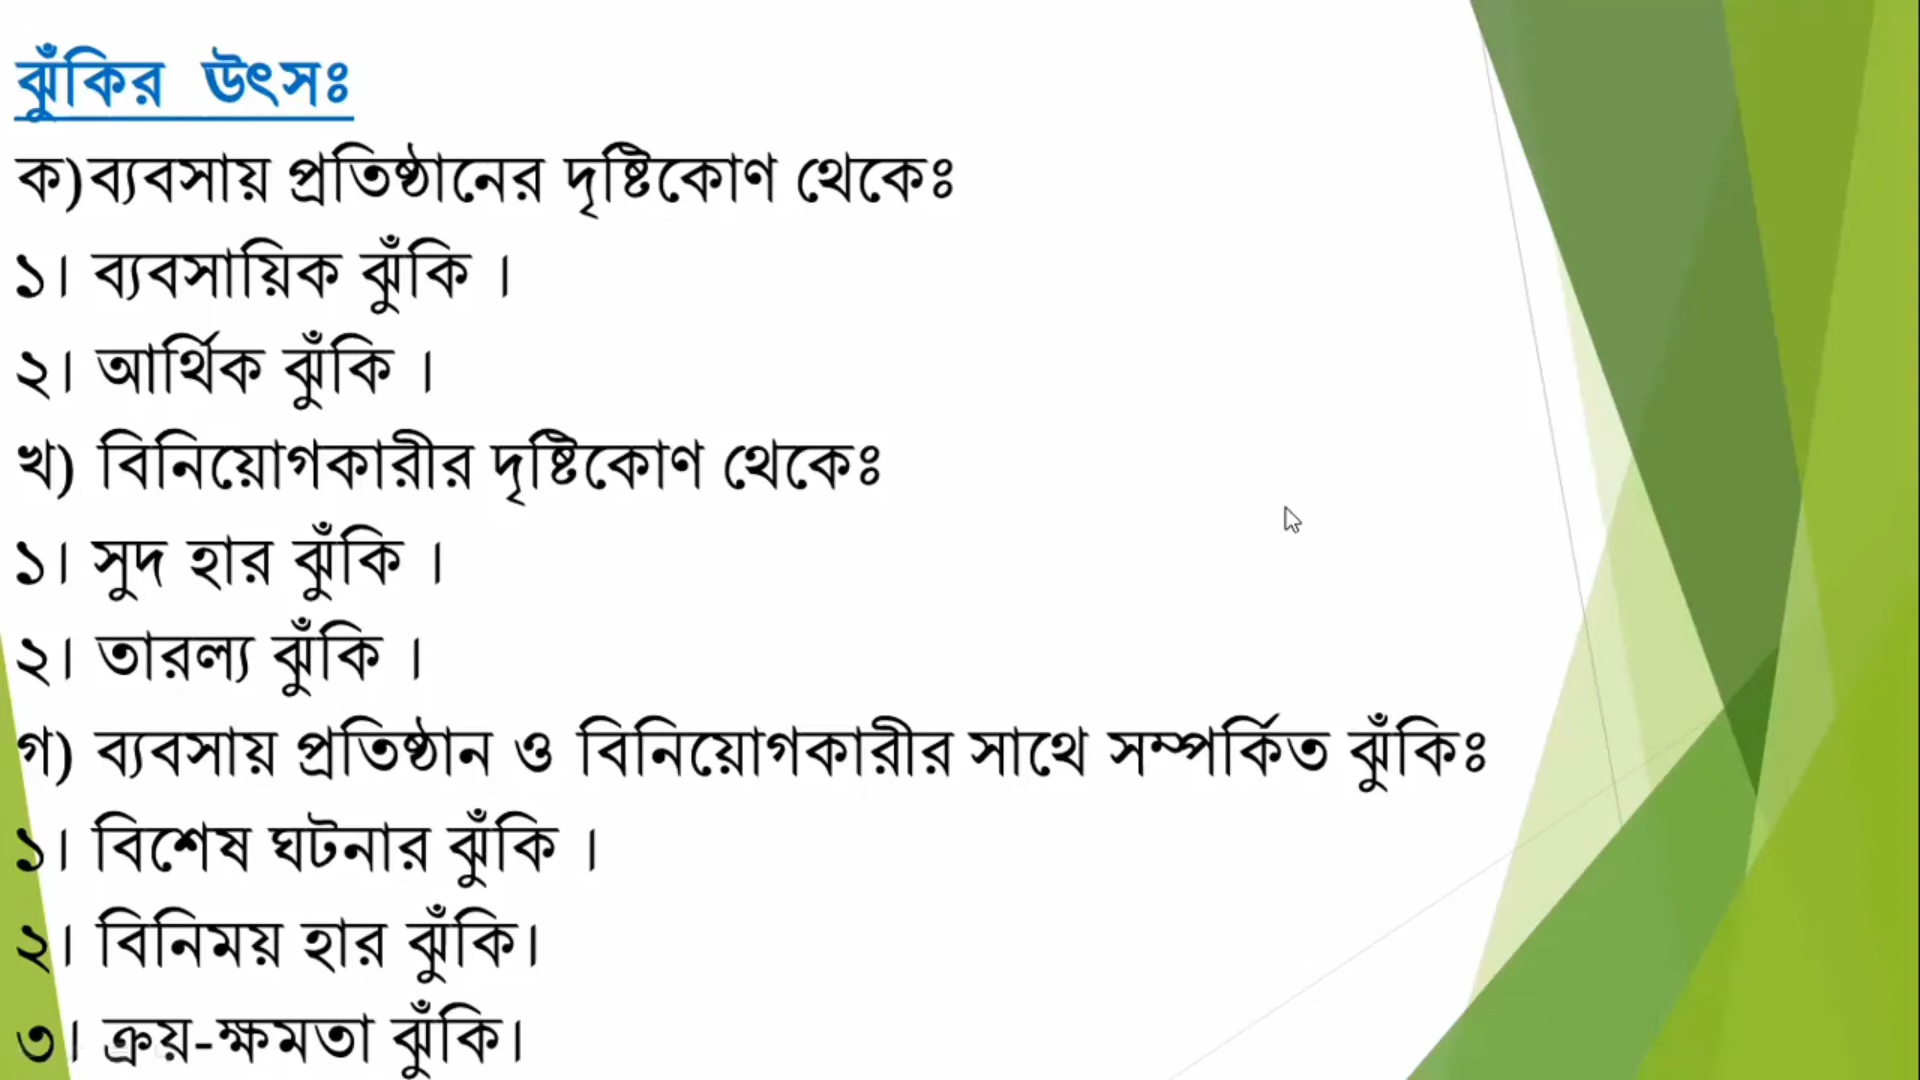 ঝুঁকির উৎসঃ
ক)ব্যবসায় প্রতিষ্ঠানের দৃষ্টিকোণ থেকেঃ
১। ব্যবসায়িক ঝুঁকি ।
২। আর্থিক ঝুঁকি ।
খ) বিনিয়োগকারীর দৃষ্টিকোণ থেকেঃ
১। সুদ হার ঝুঁকি ।
২। তারল্য ঝুঁকি ।
গ) ব্যবসায় প্রতিষ্ঠান ও বিনিয়োগকারীর সাথে সম্পর্কিত ঝুঁকিঃ
১। বিশেষ ঘটনার ঝুঁকি ।
২। বিনিময় হার ঝুঁকি।
৩। ক্রয়-ক্ষমতা ঝুঁকি।